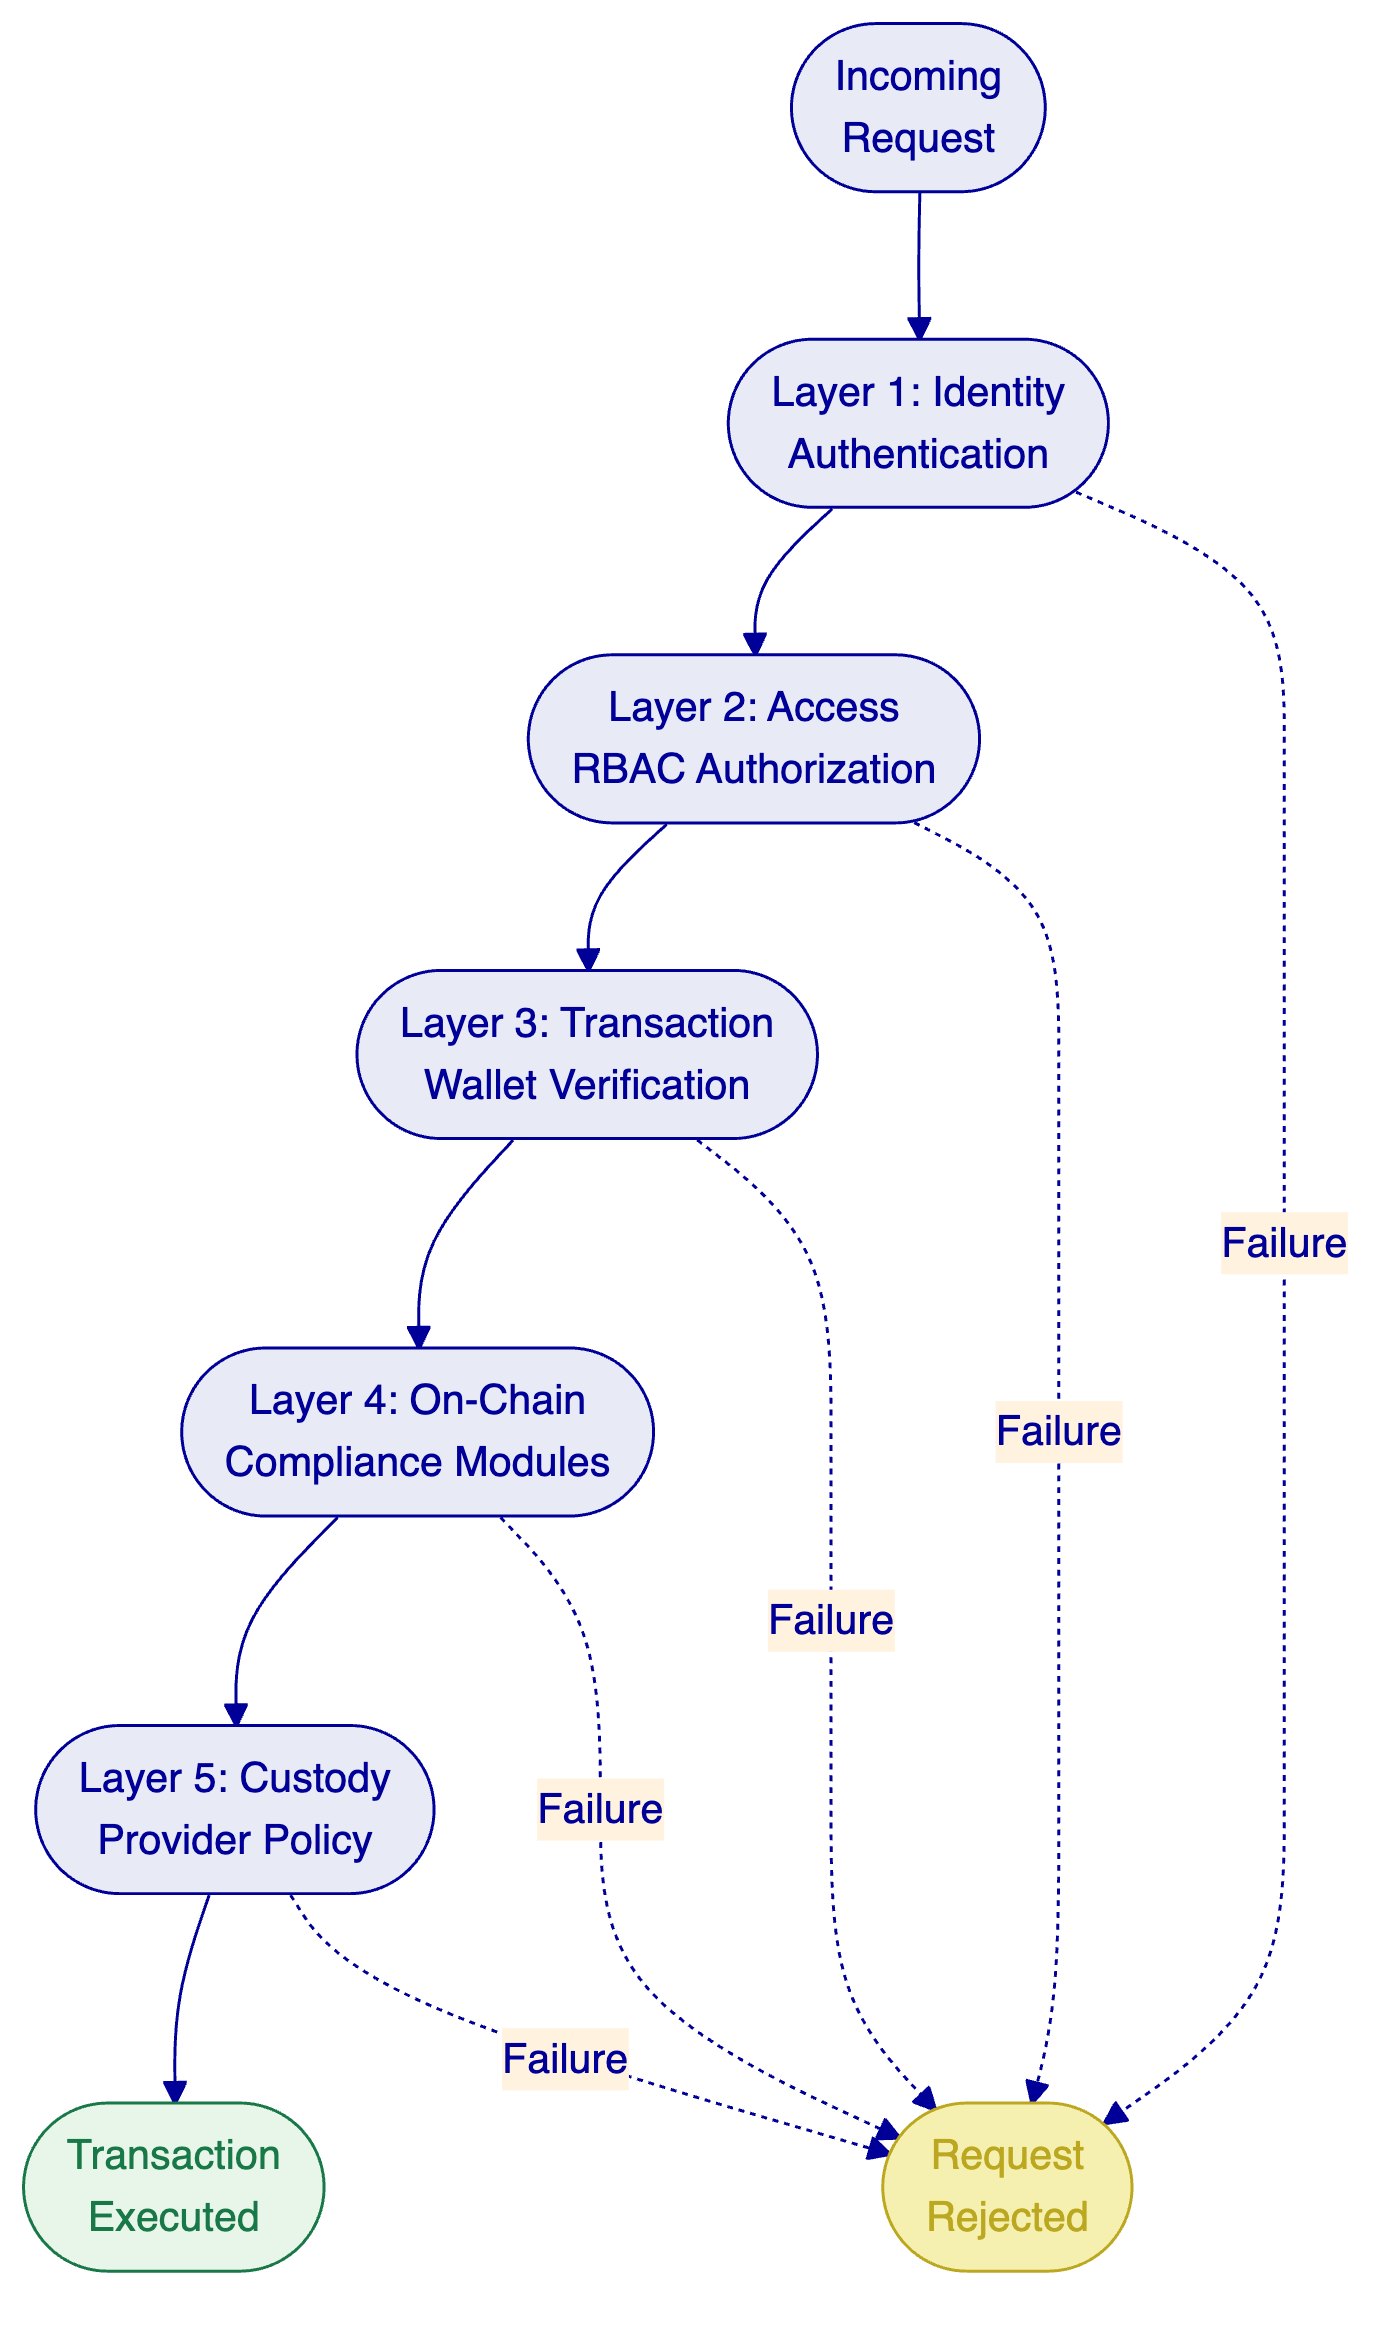 Incoming
Request
Layer 1: Identity
Authentication
Layer 2: Access
RBAC Authorization
Layer 3: Transaction
Wallet Verification
Failure
Layer 4: On-Chain
Compliance Modules
Failure
Failure
Layer 5: Custody
Provider Policy
Failure
Failure
Transaction
Executed
Request
Rejected